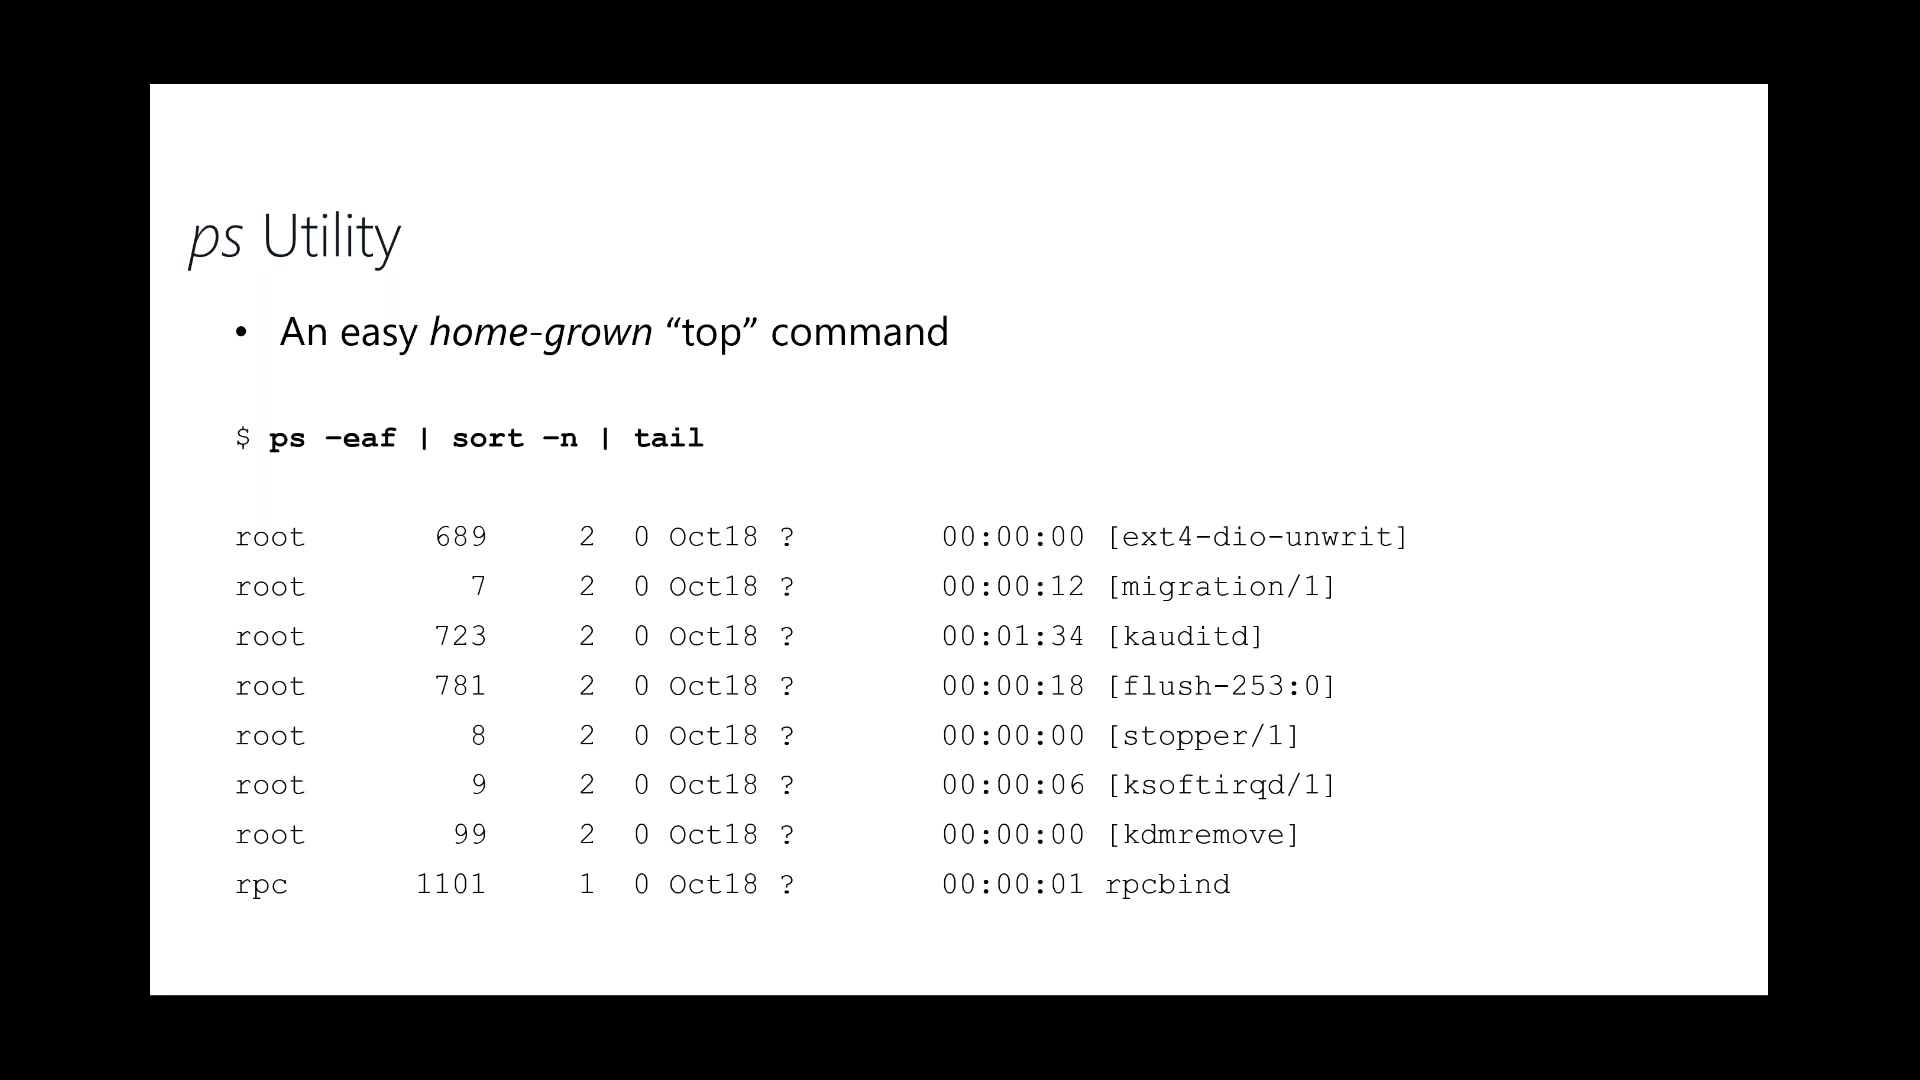 ps Utility
• An easy home-grown “top” command
$ ps –eaf | sort –n | tail
root 689 2 0 Oct18 ? 00:00:00 [ext4-dio-unwrit]
root 7 2 0 Oct18 ? 00:00:12 [migration/1]
root 723 2 0 Oct18 ? 00:01:34 [kauditd]
root 781 2 0 Oct18 ? 00:00:18 [flush-253:0]
root 8 2 0 Oct18 ? 00:00:00 [stopper/1]
root 9 2 0 Oct18 ? 00:00:06 [ksoftirqd/1]
root 99 2 0 Oct18 ? 00:00:00 [kdmremove]
rpc 1101 1 0 Oct18 ? 00:00:01 rpcbind